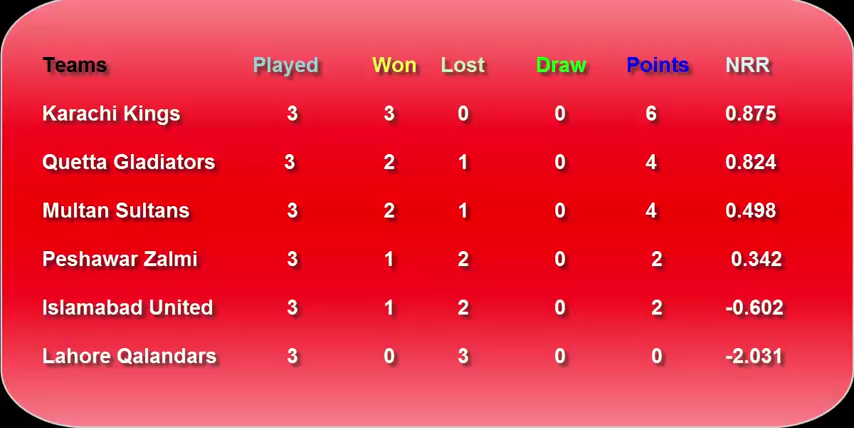 Teams Played Won Lost Draw Points NRR
Karachi Kings 3 3 0 0 6 0.875
Quetta Gladiators 3 2 1 0 4 0.824
Multan Sultans 3 2 1 0 4 0.498
Peshawar Zalmi 3 1 2 0 2 0.342
Islamabad United 3 1 2 0 2 -0.602
Lahore Qalandars 3 0 3 0 0 -2.031